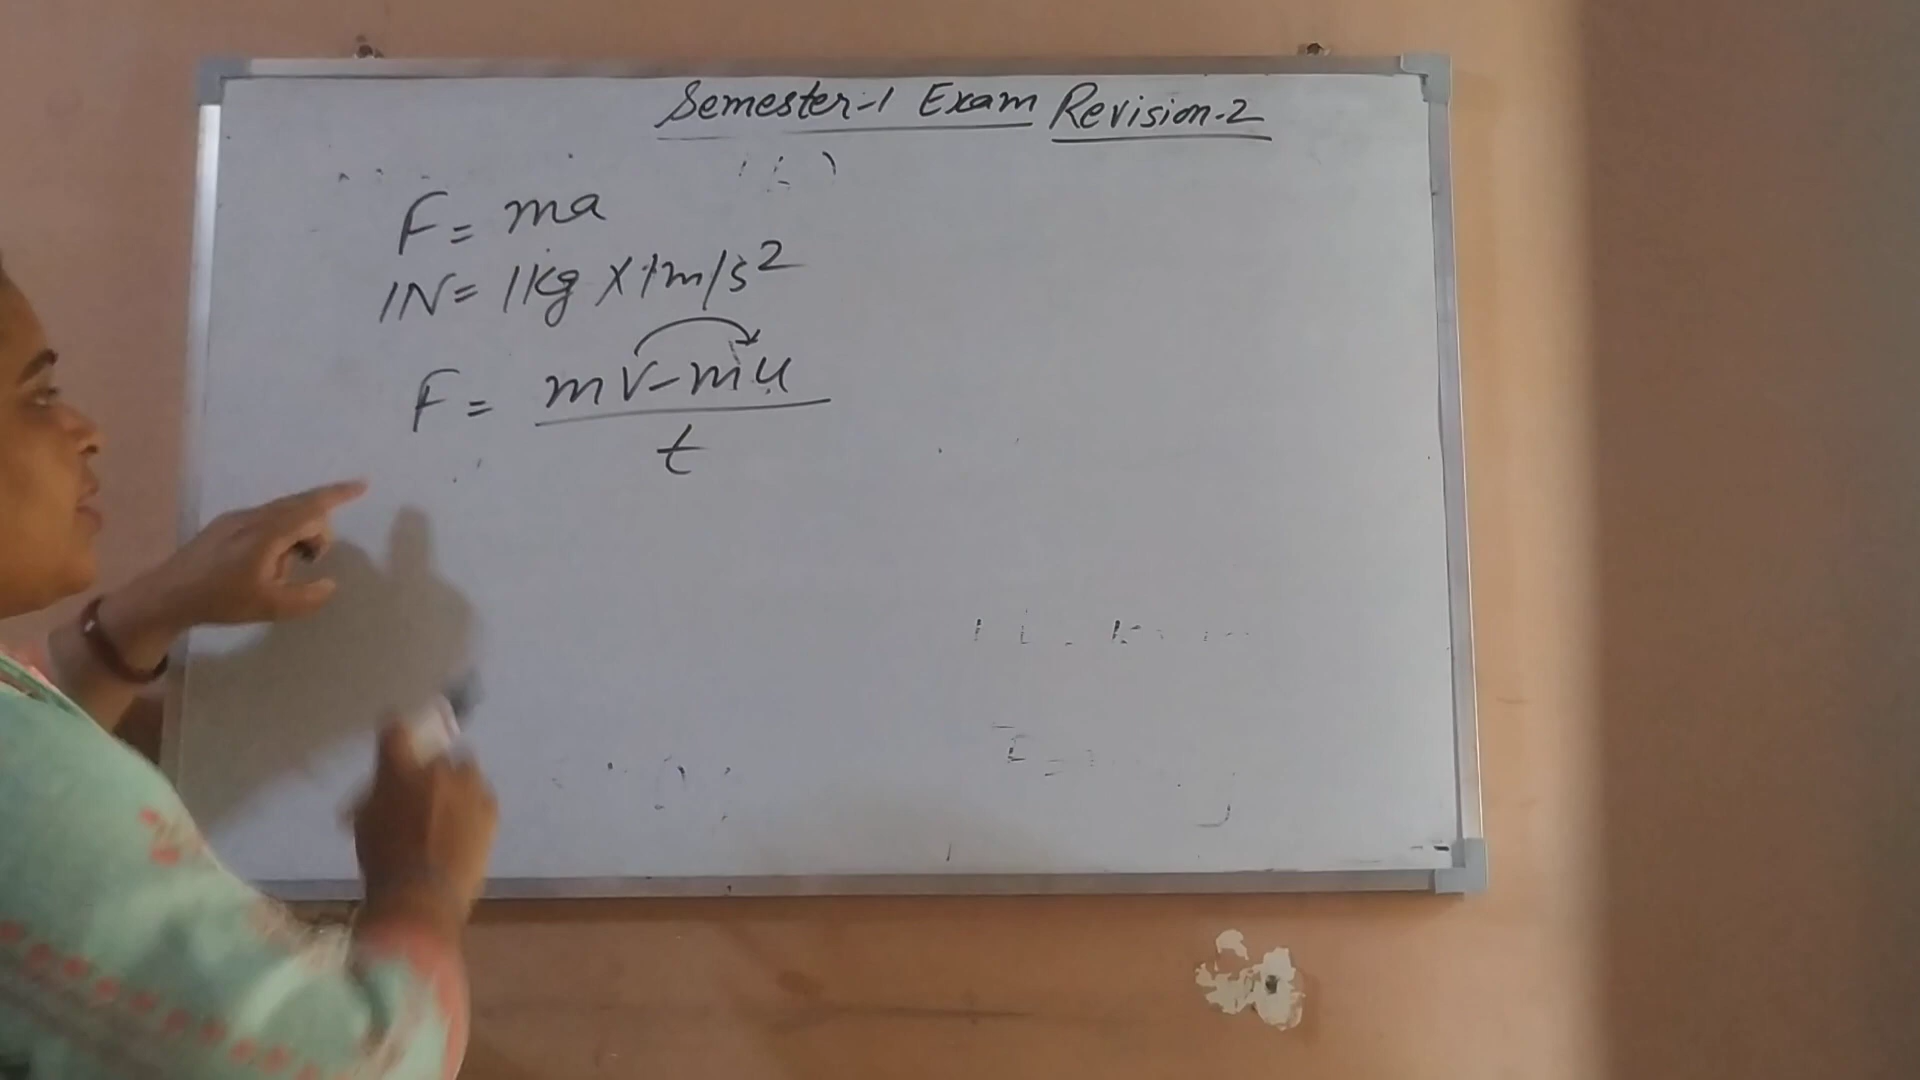 Semester-1 Exam Revision-2
F = ma
1N = 1kg X 1m/s²
F = mv-mu
t